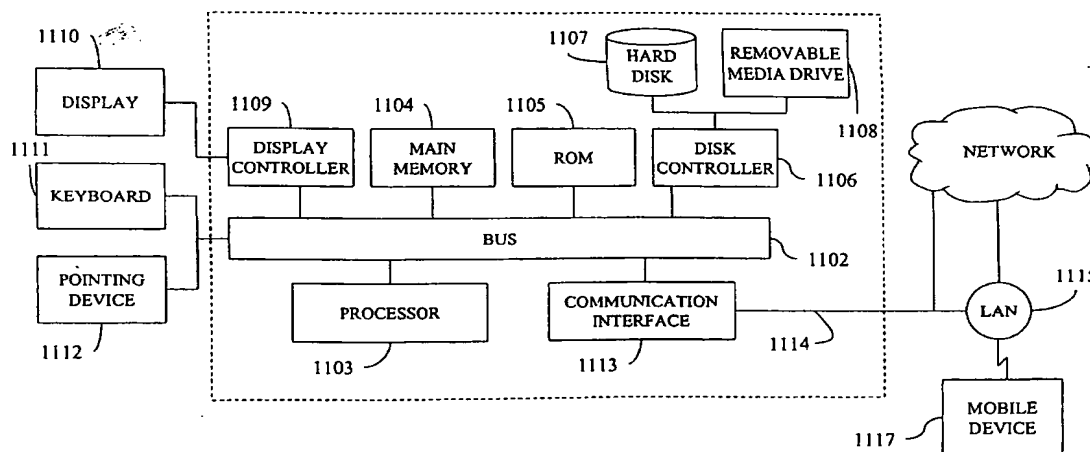 1110
DISPLAY
1111
KEYBOARD
POINTING
DEVICE
1112
1109
DISPLAY
CONTROLLER
1104
MAIN
MEMORY
1105
ROM
1107
HARD
DISK
REMOVABLE
MEDIA DRIVE
1108
DISK
CONTROLLER
1106
BUS
1102
PROCESSOR
1103
COMMUNICATION
INTERFACE
1113
1114
NETWORK
LAN
1115
MOBILE
DEVICE
1117